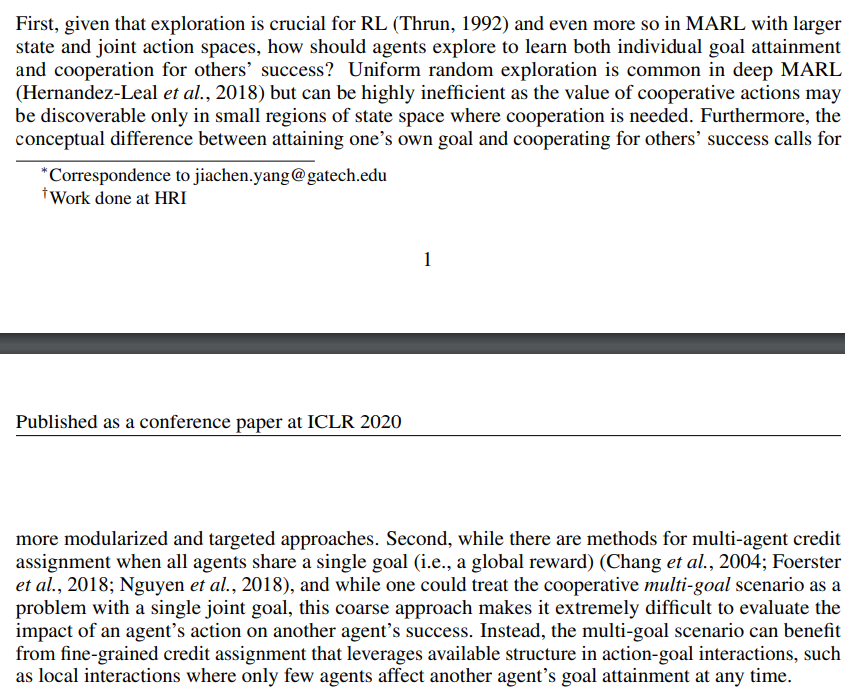 First, given that exploration is crucial for RL (Thrun, 1992) and even more so in MARL with larger
state and joint action spaces, how should agents explore to learn both individual goal attainment
and cooperation for others’ success? Uniform random exploration is common in deep MARL
(Hernandez-Leal et al., 2018) but can be highly inefficient as the value of cooperative actions may
be discoverable only in small regions of state space where cooperation is needed. Furthermore, the
conceptual difference between attaining one’s own goal and cooperating for others’ success calls for
*Correspondence to jiachen.yang@gatech.edu
†Work done at HRI
1
Published as a conference paper at ICLR 2020
more modularized and targeted approaches. Second, while there are methods for multi-agent credit
assignment when all agents share a single goal (i.e., a global reward) (Chang et al., 2004; Foerster
et al., 2018; Nguyen et al., 2018), and while one could treat the cooperative multi-goal scenario as a
problem with a single joint goal, this coarse approach makes it extremely difficult to evaluate the
impact of an agent’s action on another agent’s success. Instead, the multi-goal scenario can benefit
from fine-grained credit assignment that leverages available structure in action-goal interactions, such
as local interactions where only few agents affect another agent’s goal attainment at any time.